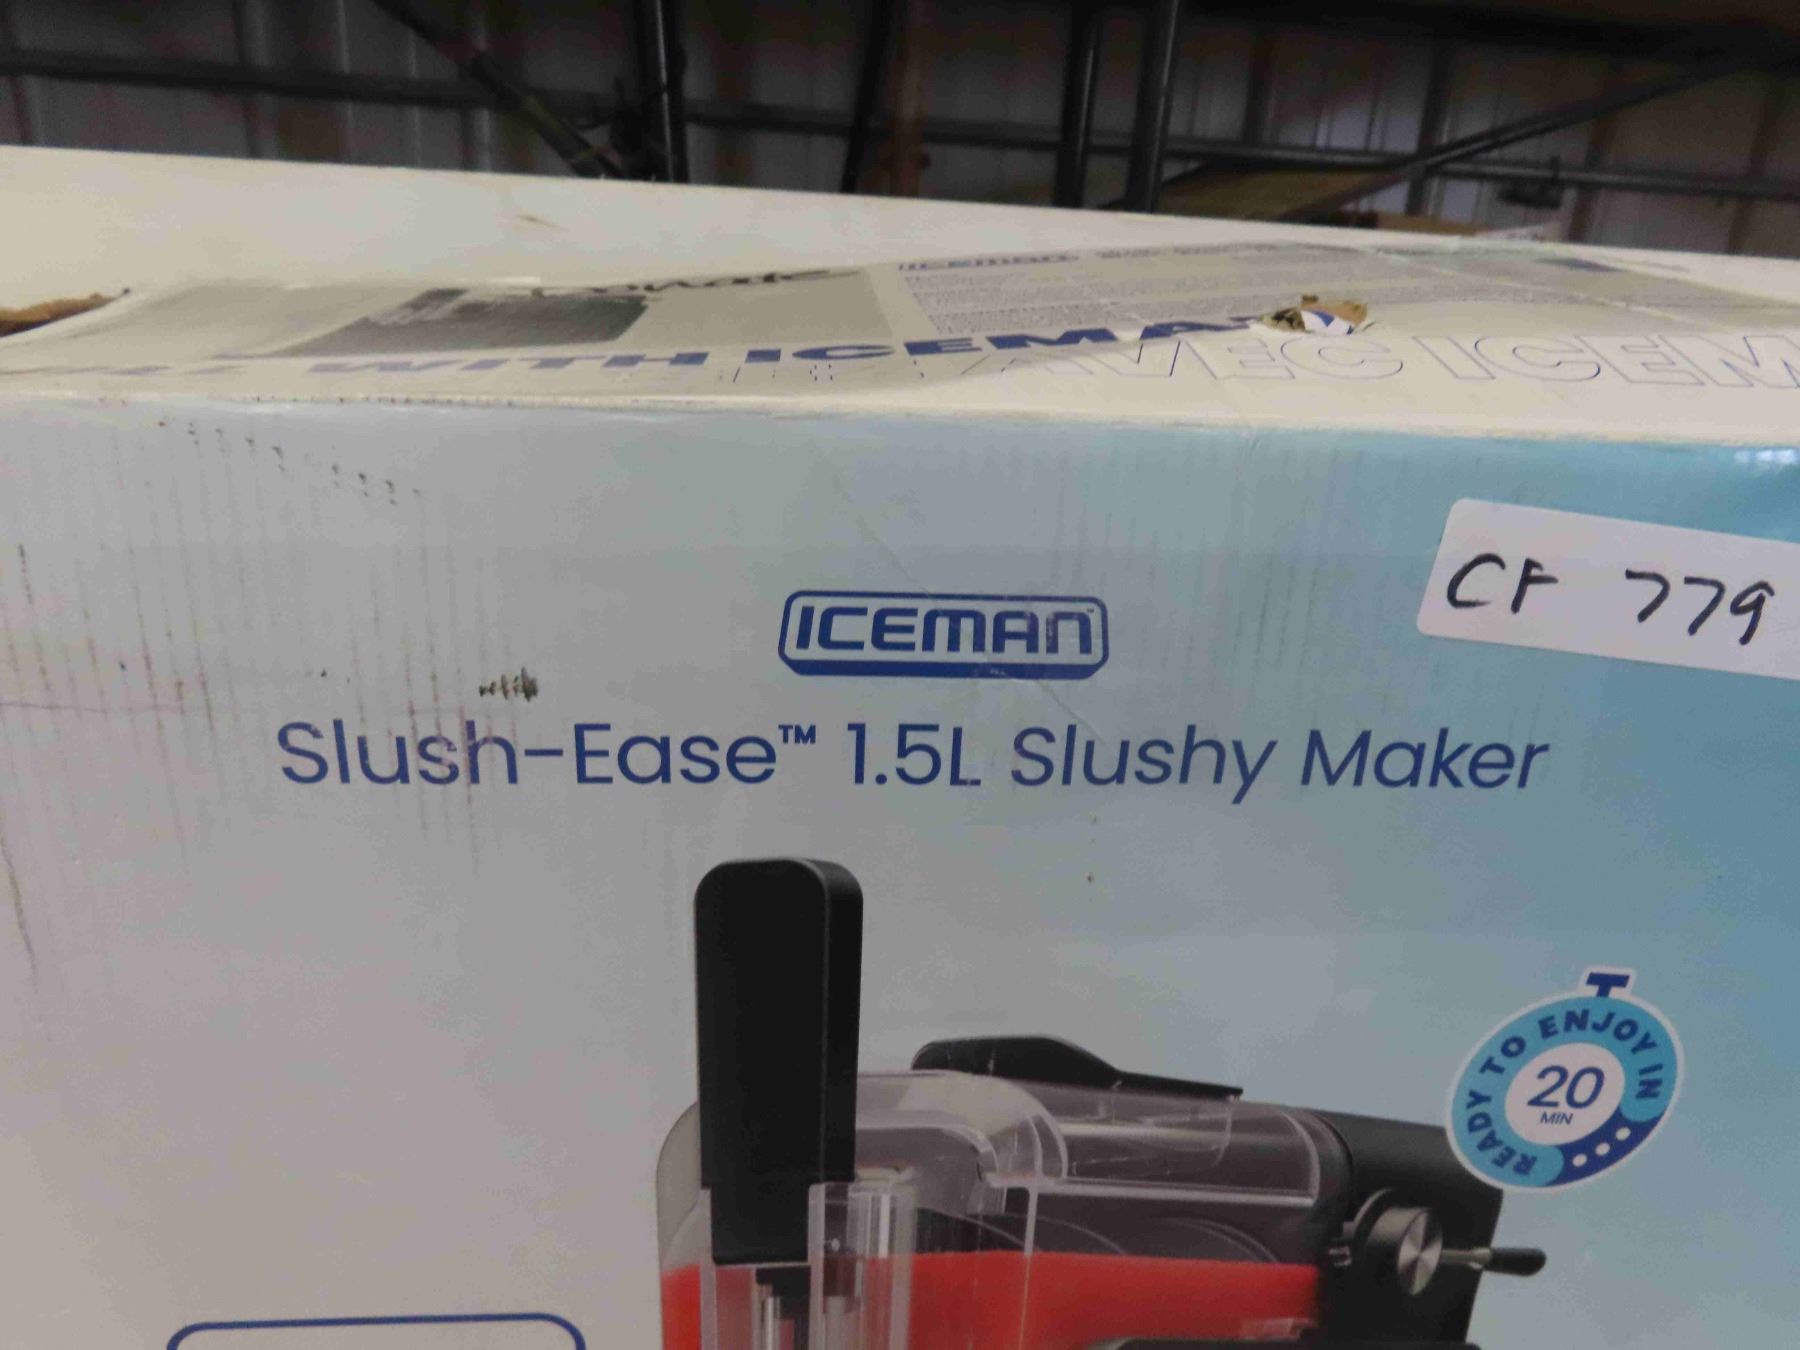 ICEMAN
WITH ICEMA
AVEC ICEM
CF 779
ICEMAN™
Slush-Ease™ 1.5L Slushy Maker
READY TO ENJOY IN
20
MIN